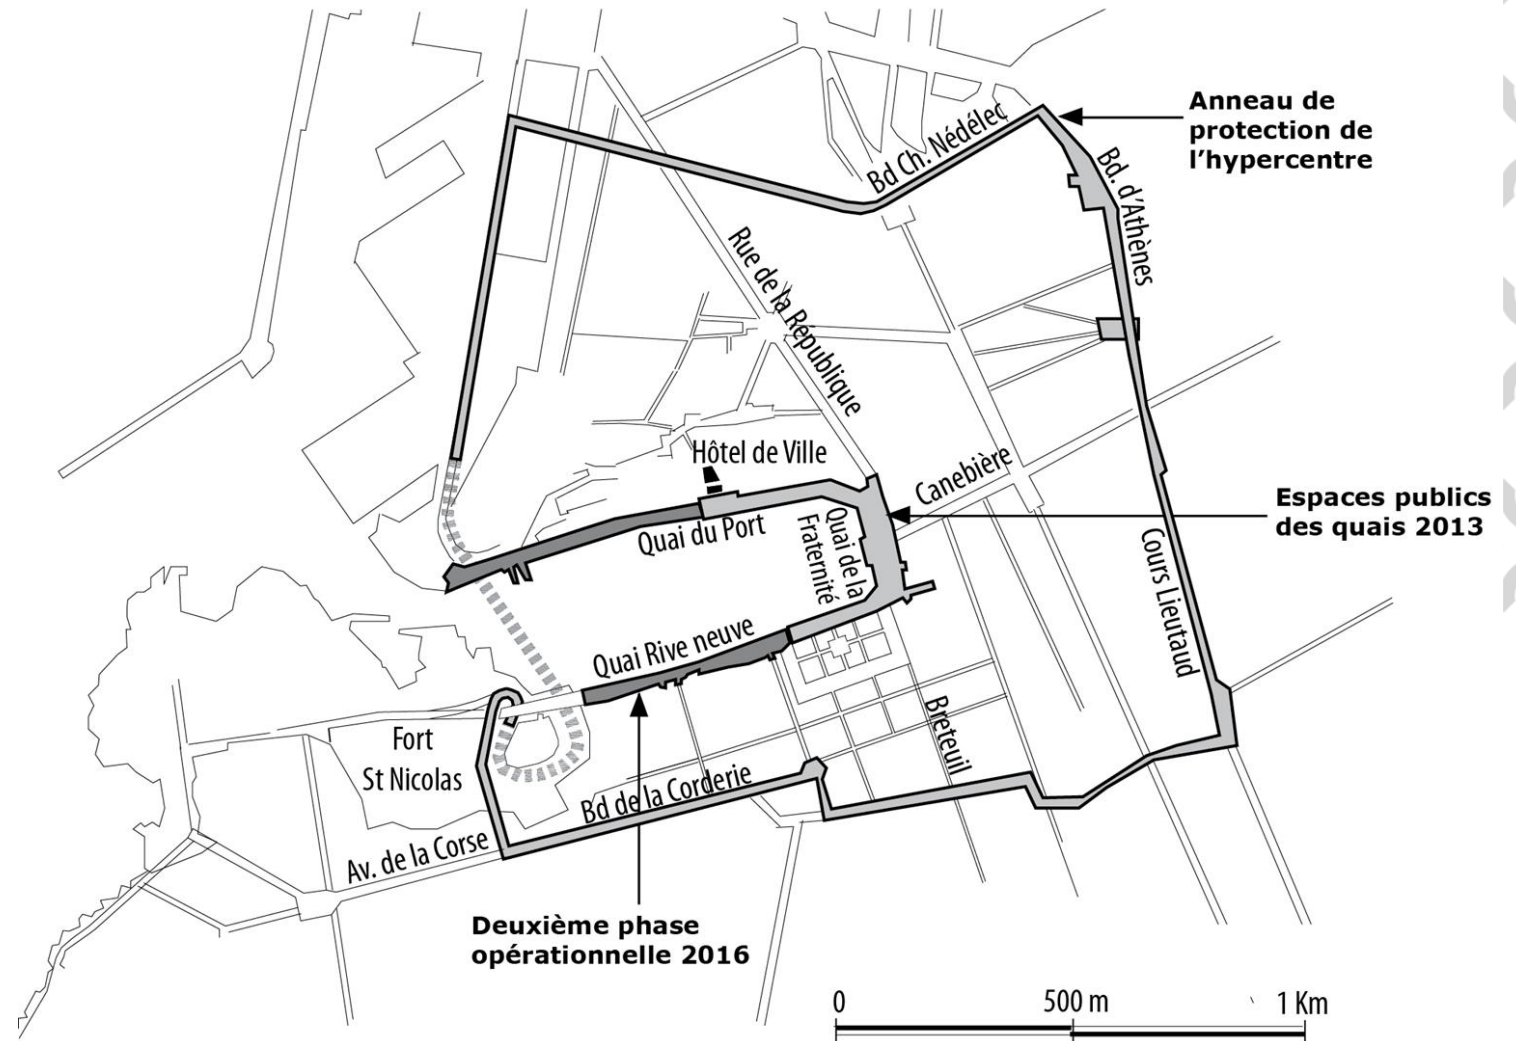 Anneau de
protection de
l'hypercentre
Bd Ch. Nédélec
Bd. d'Athènes
Rue de la République
Hôtel de Ville
Canebière
Espaces publics
des quais 2013
Quai du Port
Quai de la
Fraternité
Cours Lieutaud
Quai Rive neuve
Breteuil
Fort
St Nicolas
Bd de la Corderie
Av. de la Corse
Deuxième phase
opérationnelle 2016
0 500 m 1 Km